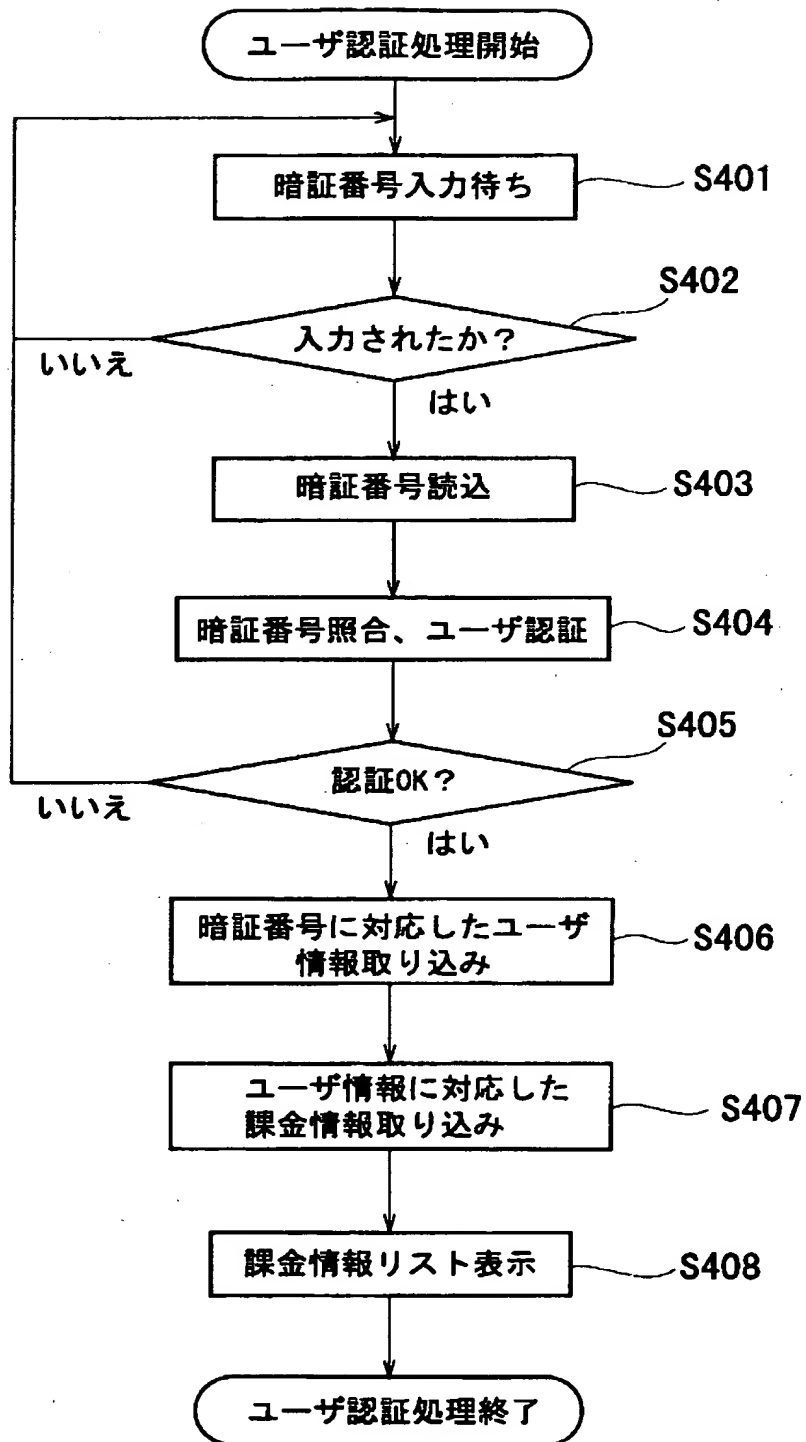 ユーザ認証処理開始
暗証番号入力待ち
S401
S402
入力されたか?
いいえ
はい
暗証番号読込
S403
暗証番号照合、ユーザ認証
S404
S405
認証OK?
いいえ
はい
暗証番号に対応したユーザ
情報取り込み
S406
ユーザ情報に対応した
課金情報取り込み
S407
課金情報リスト表示
S408
ユーザ認証処理終了